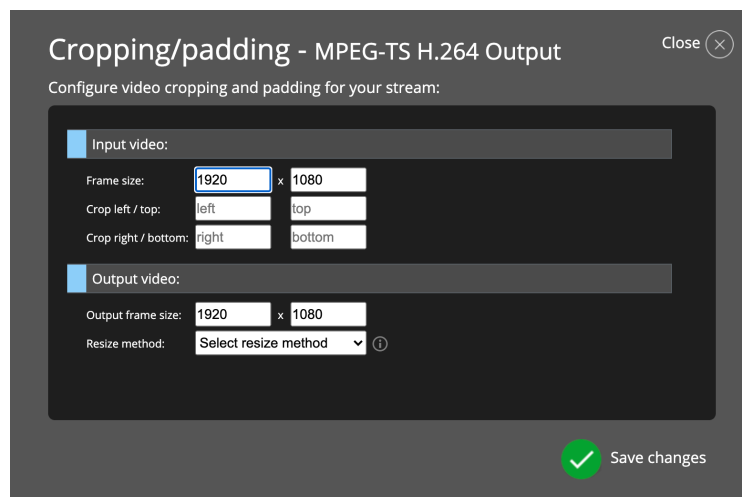 Cropping/padding - MPEG-TS H.264 Output
Close
Configure video cropping and padding for your stream:
Input video:
Frame size: 1920 x 1080
Crop left / top: left top
Crop right / bottom: right bottom
Output video:
Output frame size: 1920 x 1080
Resize method: Select resize method
Save changes